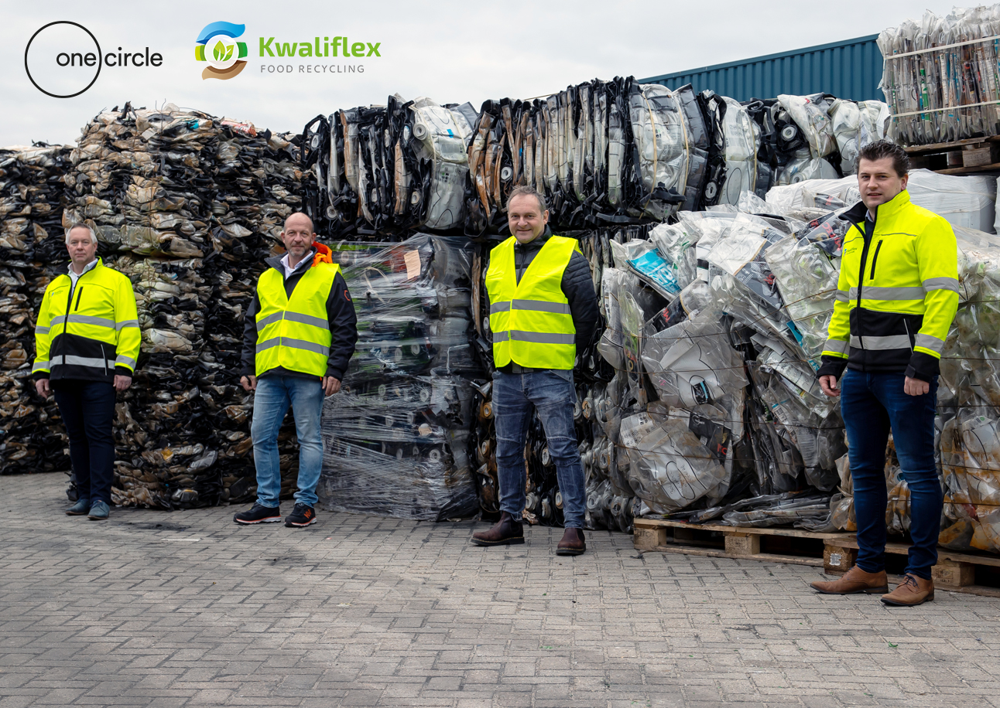 one circle
Kwaliflex
FOOD RECYCLING